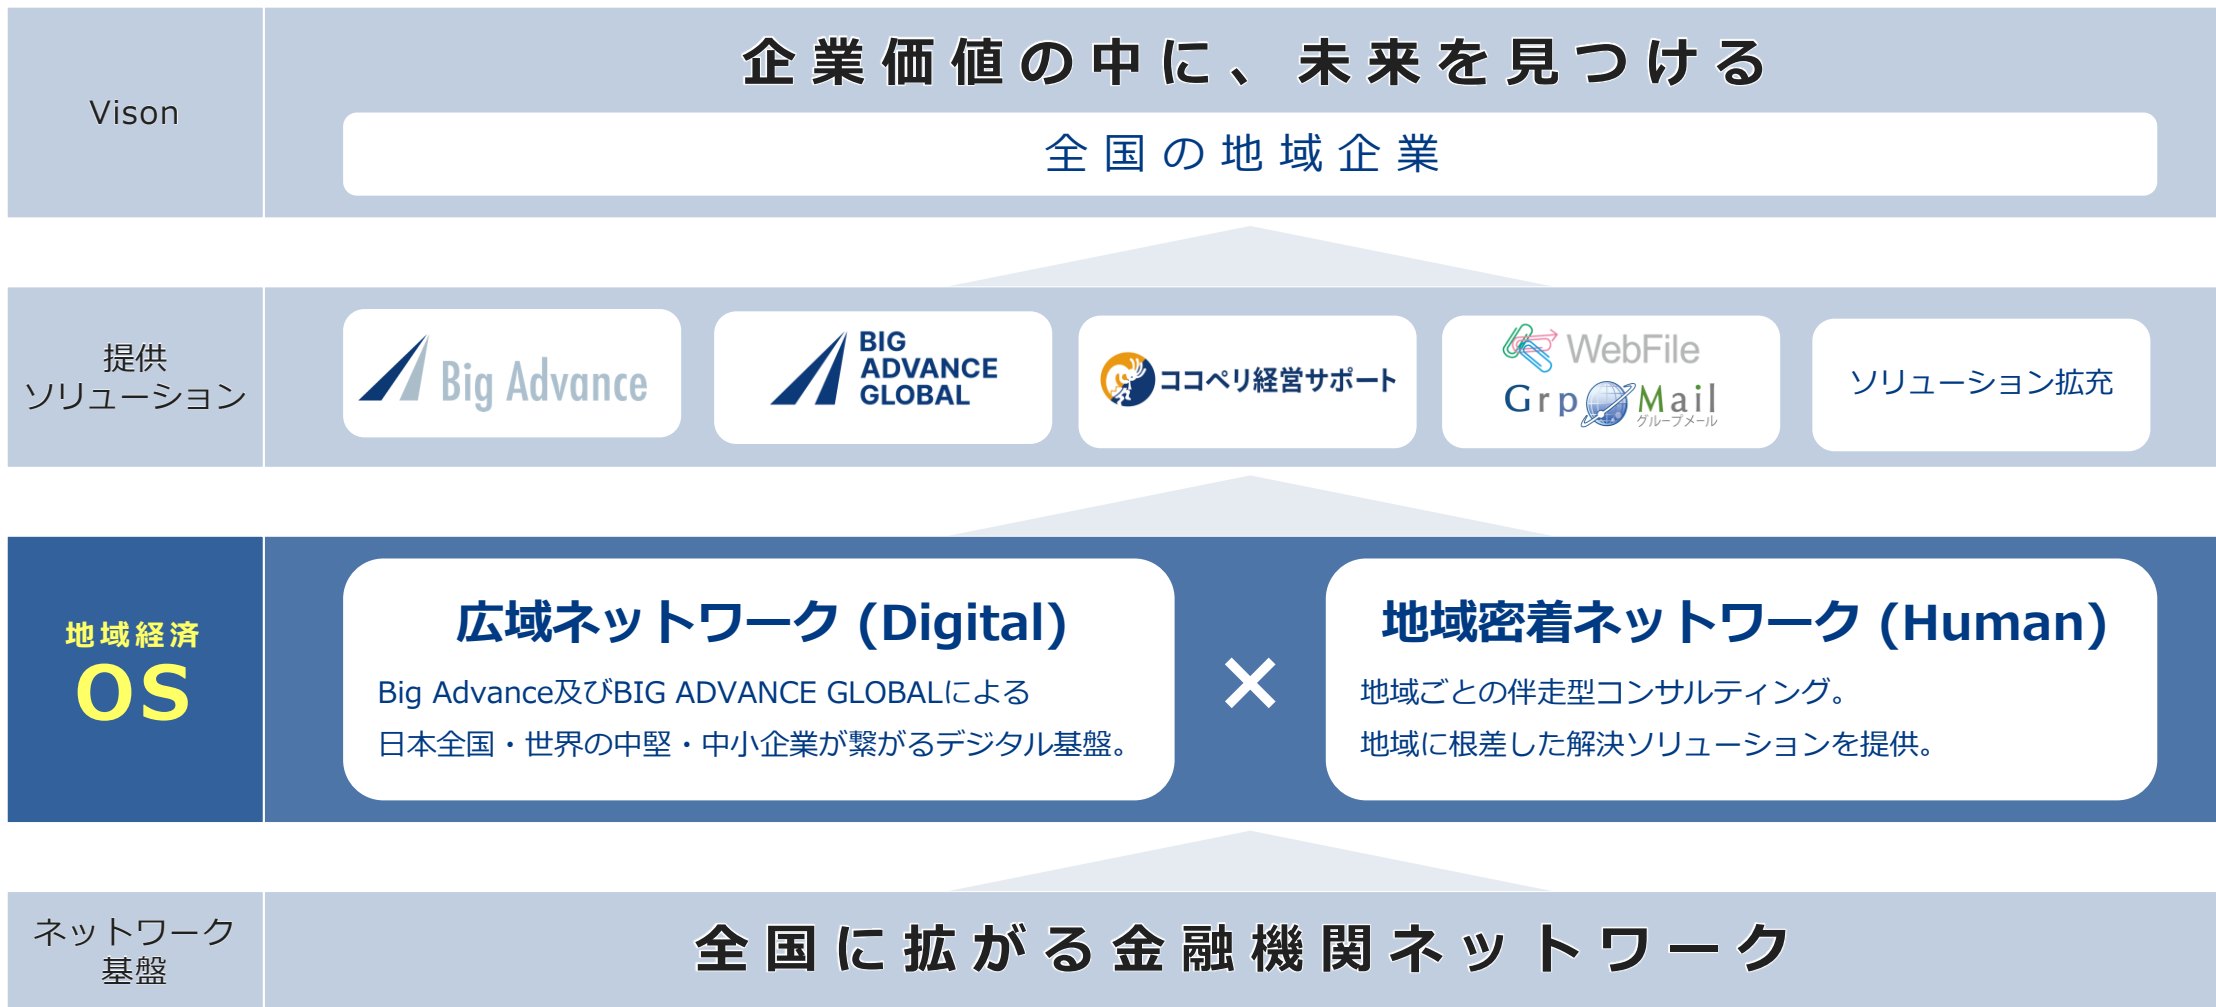 Vison
企業価値の中に、未来を見つける
全国の地域企業
提供
ソリューション
Big Advance
BIG
ADVANCE
GLOBAL
ココペリ経営サポート
WebFile
Grp Mail
グループメール
ソリューション拡充
地域経済
OS
広域ネットワーク (Digital)
Big Advance及びBIG ADVANCE GLOBALによる
日本全国・世界の中堅・中小企業が繋がるデジタル基盤。
×
地域密着ネットワーク (Human)
地域ごとの伴走型コンサルティング。
地域に根差した解決ソリューションを提供。
ネットワーク
基盤
全国に拡がる金融機関ネットワーク